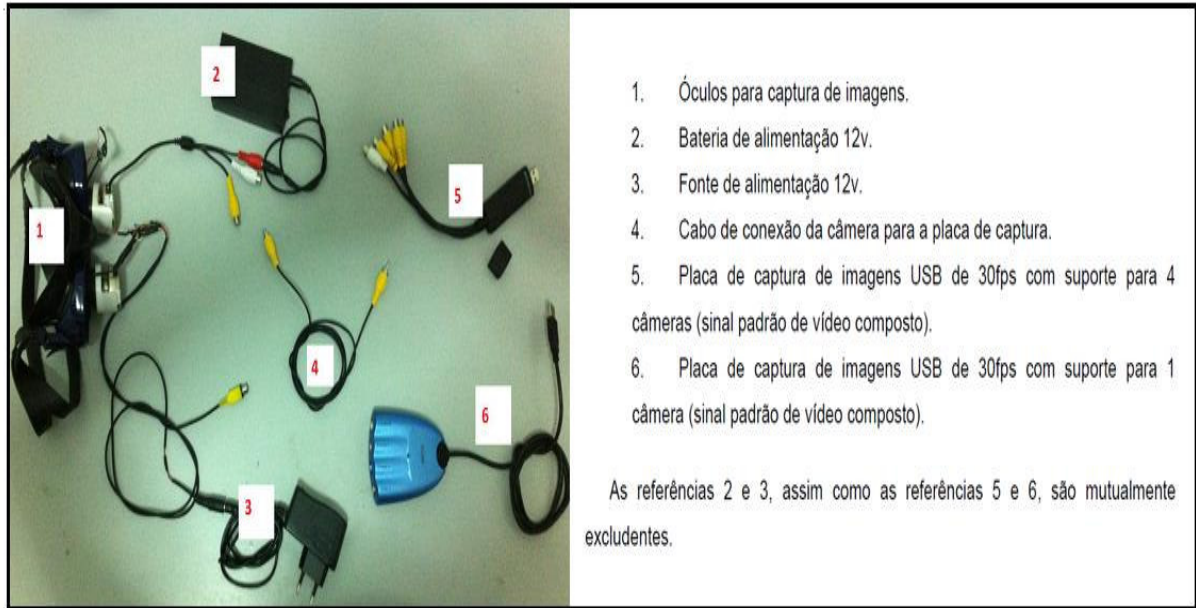 1. Óculos para captura de imagens.
2. Bateria de alimentação 12v.
3. Fonte de alimentação 12v.
4. Cabo de conexão da câmera para a placa de captura.
5. Placa de captura de imagens USB de 30fps com suporte para 4
câmeras (sinal padrão de vídeo composto).
6. Placa de captura de imagens USB de 30fps com suporte para 1
câmera (sinal padrão de vídeo composto).
As referências 2 e 3, assim como as referências 5 e 6, são mutualmente
excludentes.
2
5
1
4
6
3